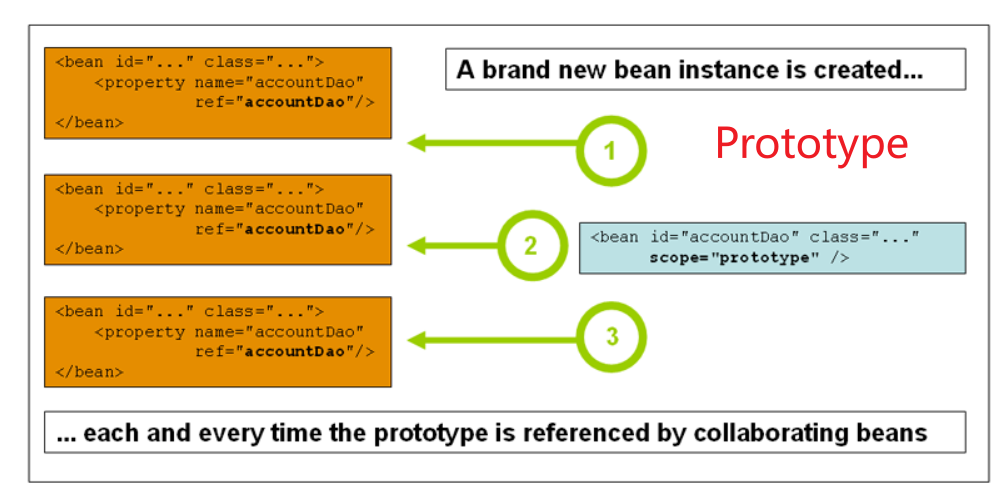 <bean id="..." class="...">
<property name="accountDao"
ref="accountDao"/>
</bean>
A brand new bean instance is created...
1
Prototype
<bean id="..." class="...">
<property name="accountDao"
ref="accountDao"/>
</bean>
2
<bean id="accountDao" class="..."
scope="prototype" />
<bean id="..." class="...">
<property name="accountDao"
ref="accountDao"/>
</bean>
3
... each and every time the prototype is referenced by collaborating beans